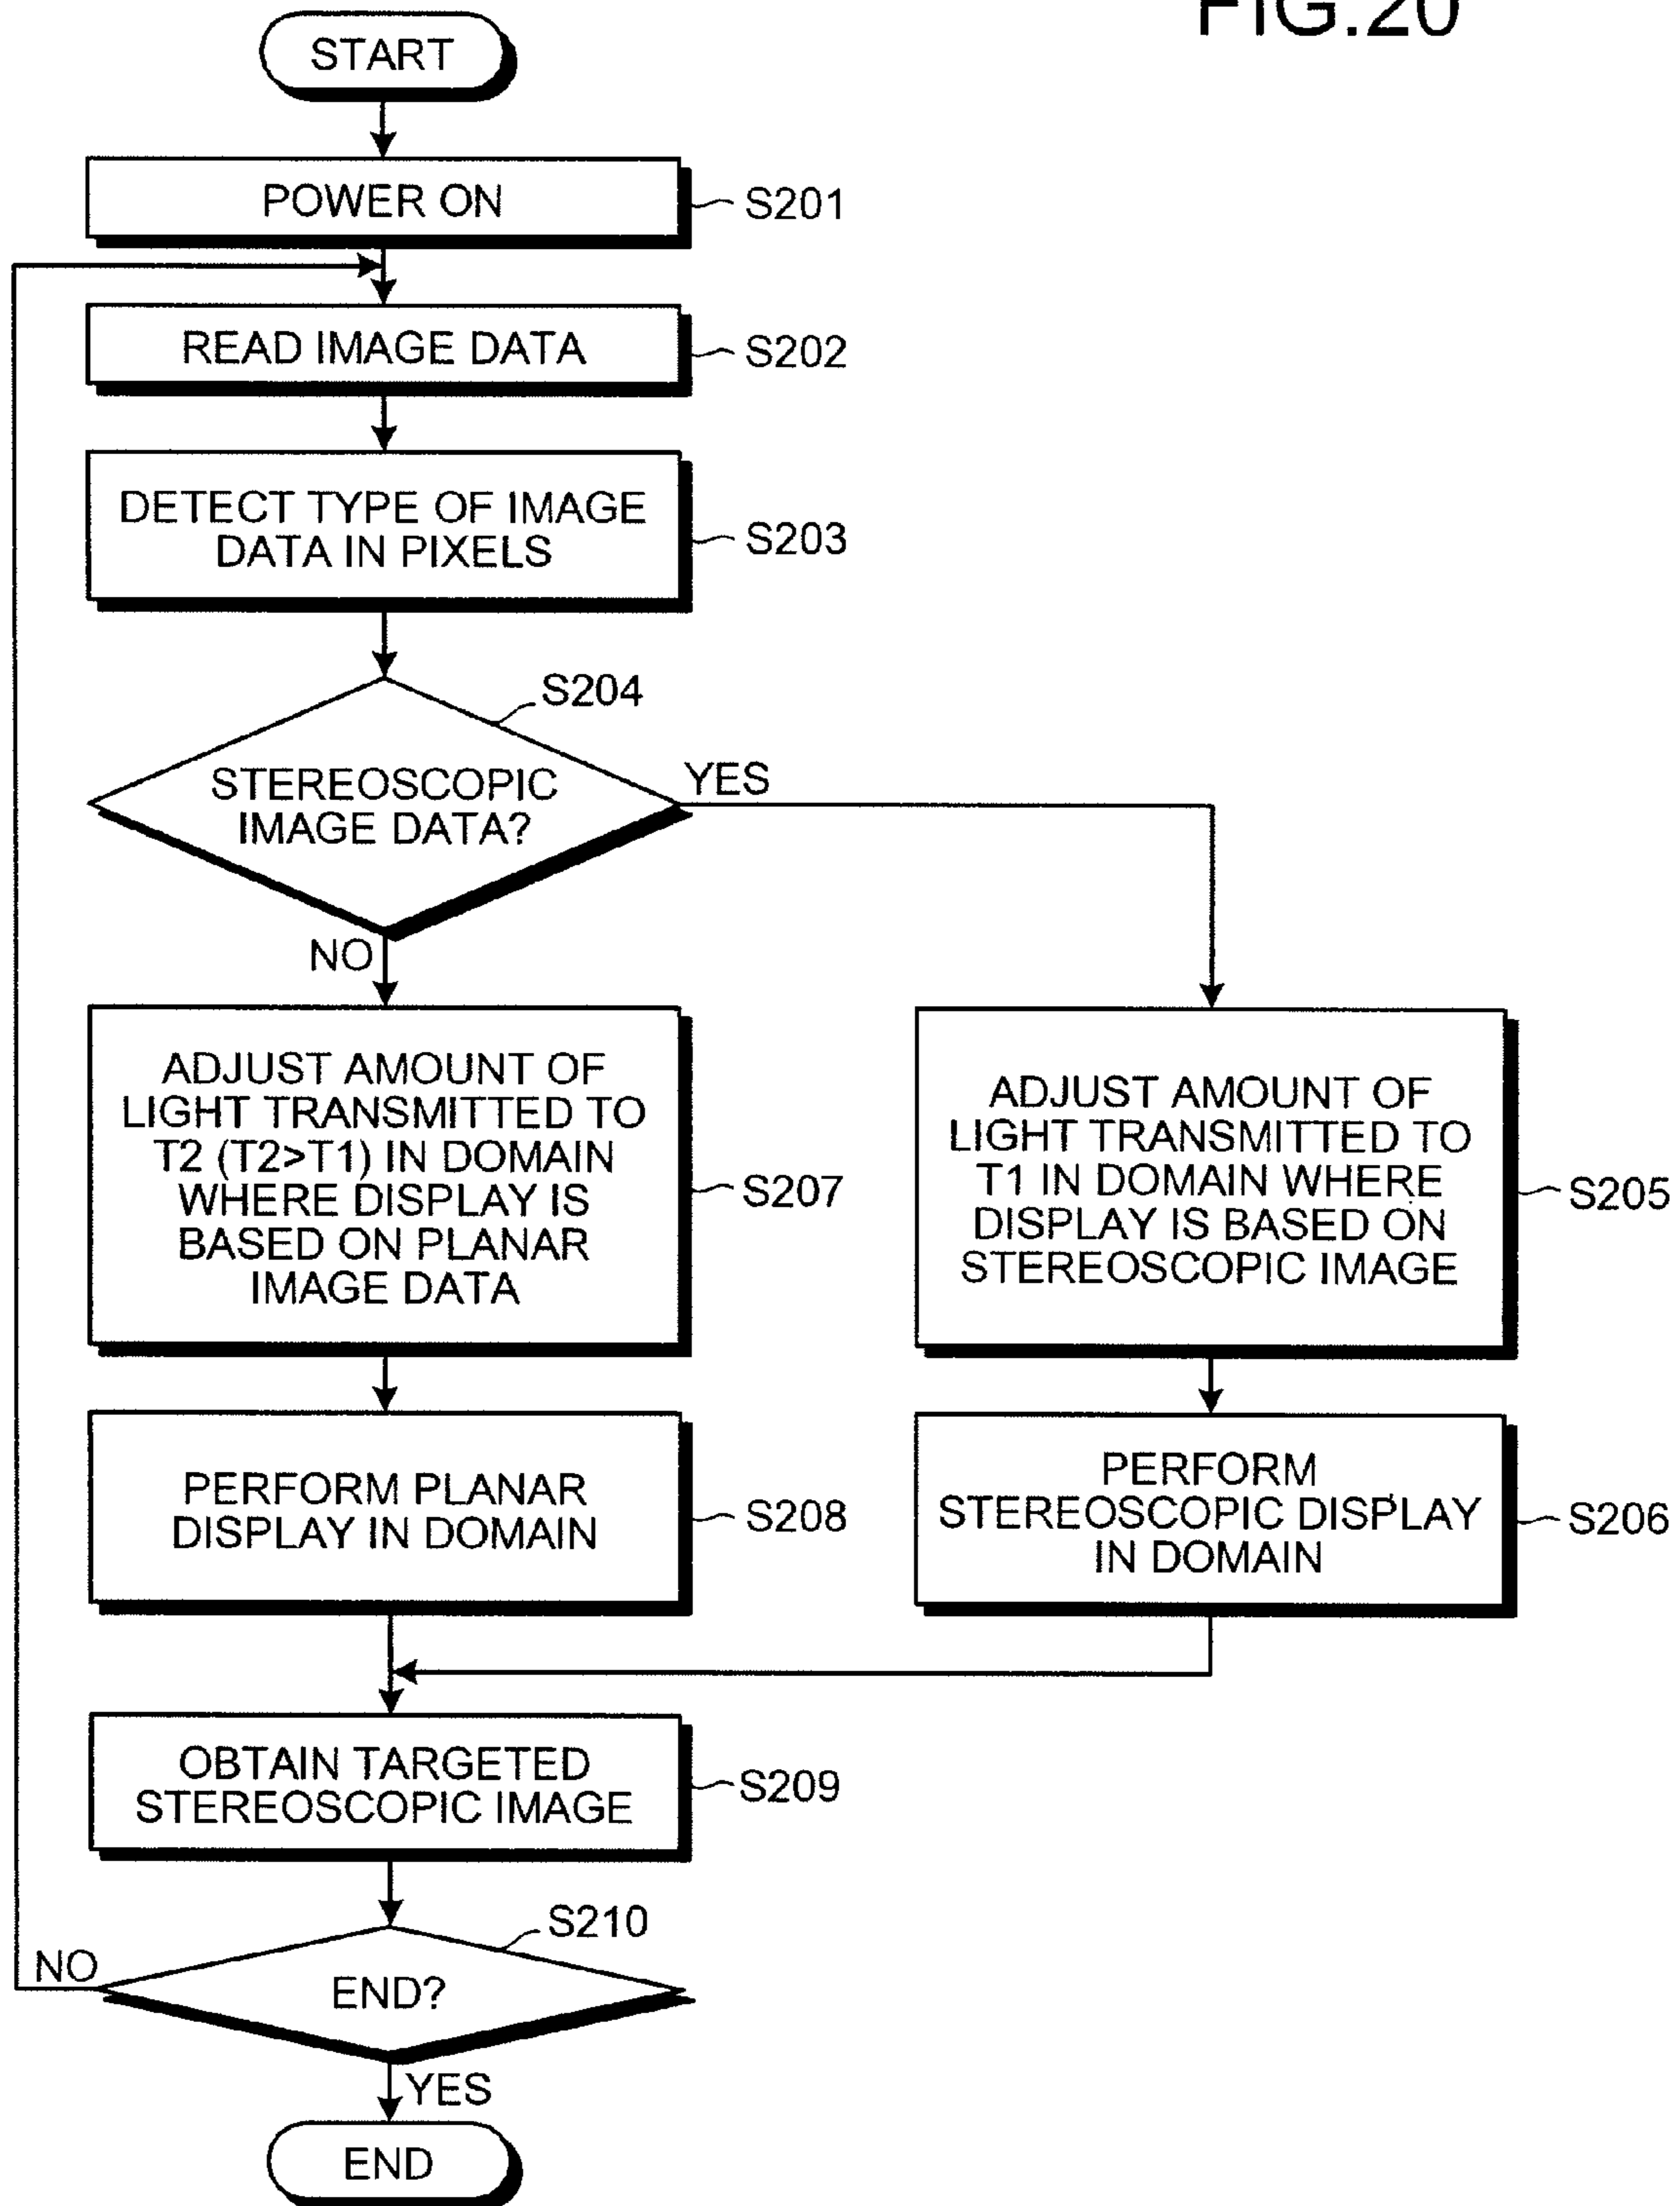 FIG.20
START
POWER ON
S201
READ IMAGE DATA
S202
DETECT TYPE OF IMAGE
DATA IN PIXELS
S203
S204
STEREOSCOPIC
IMAGE DATA?
YES
NO
ADJUST AMOUNT OF
LIGHT TRANSMITTED TO
T2 (T2>T1) IN DOMAIN
WHERE DISPLAY IS
BASED ON PLANAR
IMAGE DATA
S207
ADJUST AMOUNT OF
LIGHT TRANSMITTED TO
T1 IN DOMAIN WHERE
DISPLAY IS BASED ON
STEREOSCOPIC IMAGE
S205
PERFORM PLANAR
DISPLAY IN DOMAIN
S208
PERFORM
STEREOSCOPIC DISPLAY
IN DOMAIN
S206
OBTAIN TARGETED
STEREOSCOPIC IMAGE
S209
S210
NO
END?
YES
END